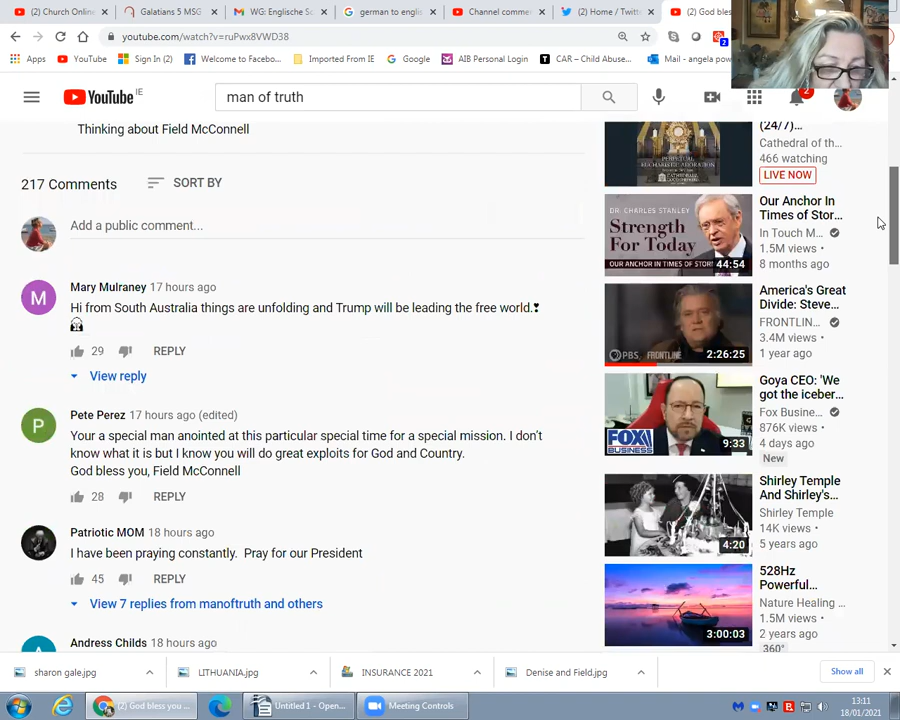 (2) Church Online
Galatians 5 MSG
WG: Englische Sc
german to englis
Channel comme
(2) Home / Twitt
(2) God bles
youtube.com/watch?v=ruPwx8VWD38
Apps
YouTube
Sign In (2)
Welcome to Facebo...
Imported From IE
Google
AIB Personal Login
CAR – Child Abuse...
Mail - angela pow
2
YouTube IE
man of truth
2
Thinking about Field McConnell
217 Comments
SORT BY
Add a public comment...
M
Mary Mulraney 17 hours ago
Hi from South Australia things are unfolding and Trump will be leading the free world.
29
REPLY
View reply
P
Pete Perez 17 hours ago (edited)
Your a special man anointed at this particular special time for a special mission. I don't
know what it is but I know you will do great exploits for God and Country.
God bless you, Field McConnell
28
REPLY
Patriotic MOM 18 hours ago
I have been praying constantly. Pray for our President
45
REPLY
View 7 replies from manoftruth and others
A
Andress Childs 18 hours ago
PERPETUAL
(24/7)...
Cathedral of th...
466 watching
LIVE NOW
DR. CHARLES STANLEY
Strength
For Today
OUR ANCHOR IN TIMES OF STORM
44:54
Our Anchor In
Times of Stor...
In Touch M...
1.5M views •
8 months ago
PBS FRONTLINE
2:26:25
America's Great
Divide: Steve...
FRONTLIN...
3.4M views •
1 year ago
FOX
BUSINESS
9:33
Goya CEO: 'We
got the iceber...
Fox Busine...
876K views •
4 days ago
New
4:20
Shirley Temple
And Shirley's...
Shirley Temple
14K views •
5 years ago
3:00:03
528Hz
Powerful...
Nature Healing ...
1.5M views •
2 years ago
360°
sharon gale.jpg
LITHUANIA.jpg
INSURANCE 2021
Denise and Field.jpg
Show all
(2) God bless you ...
Untitled 1 - Open...
Meeting Controls
13:11
18/01/2021